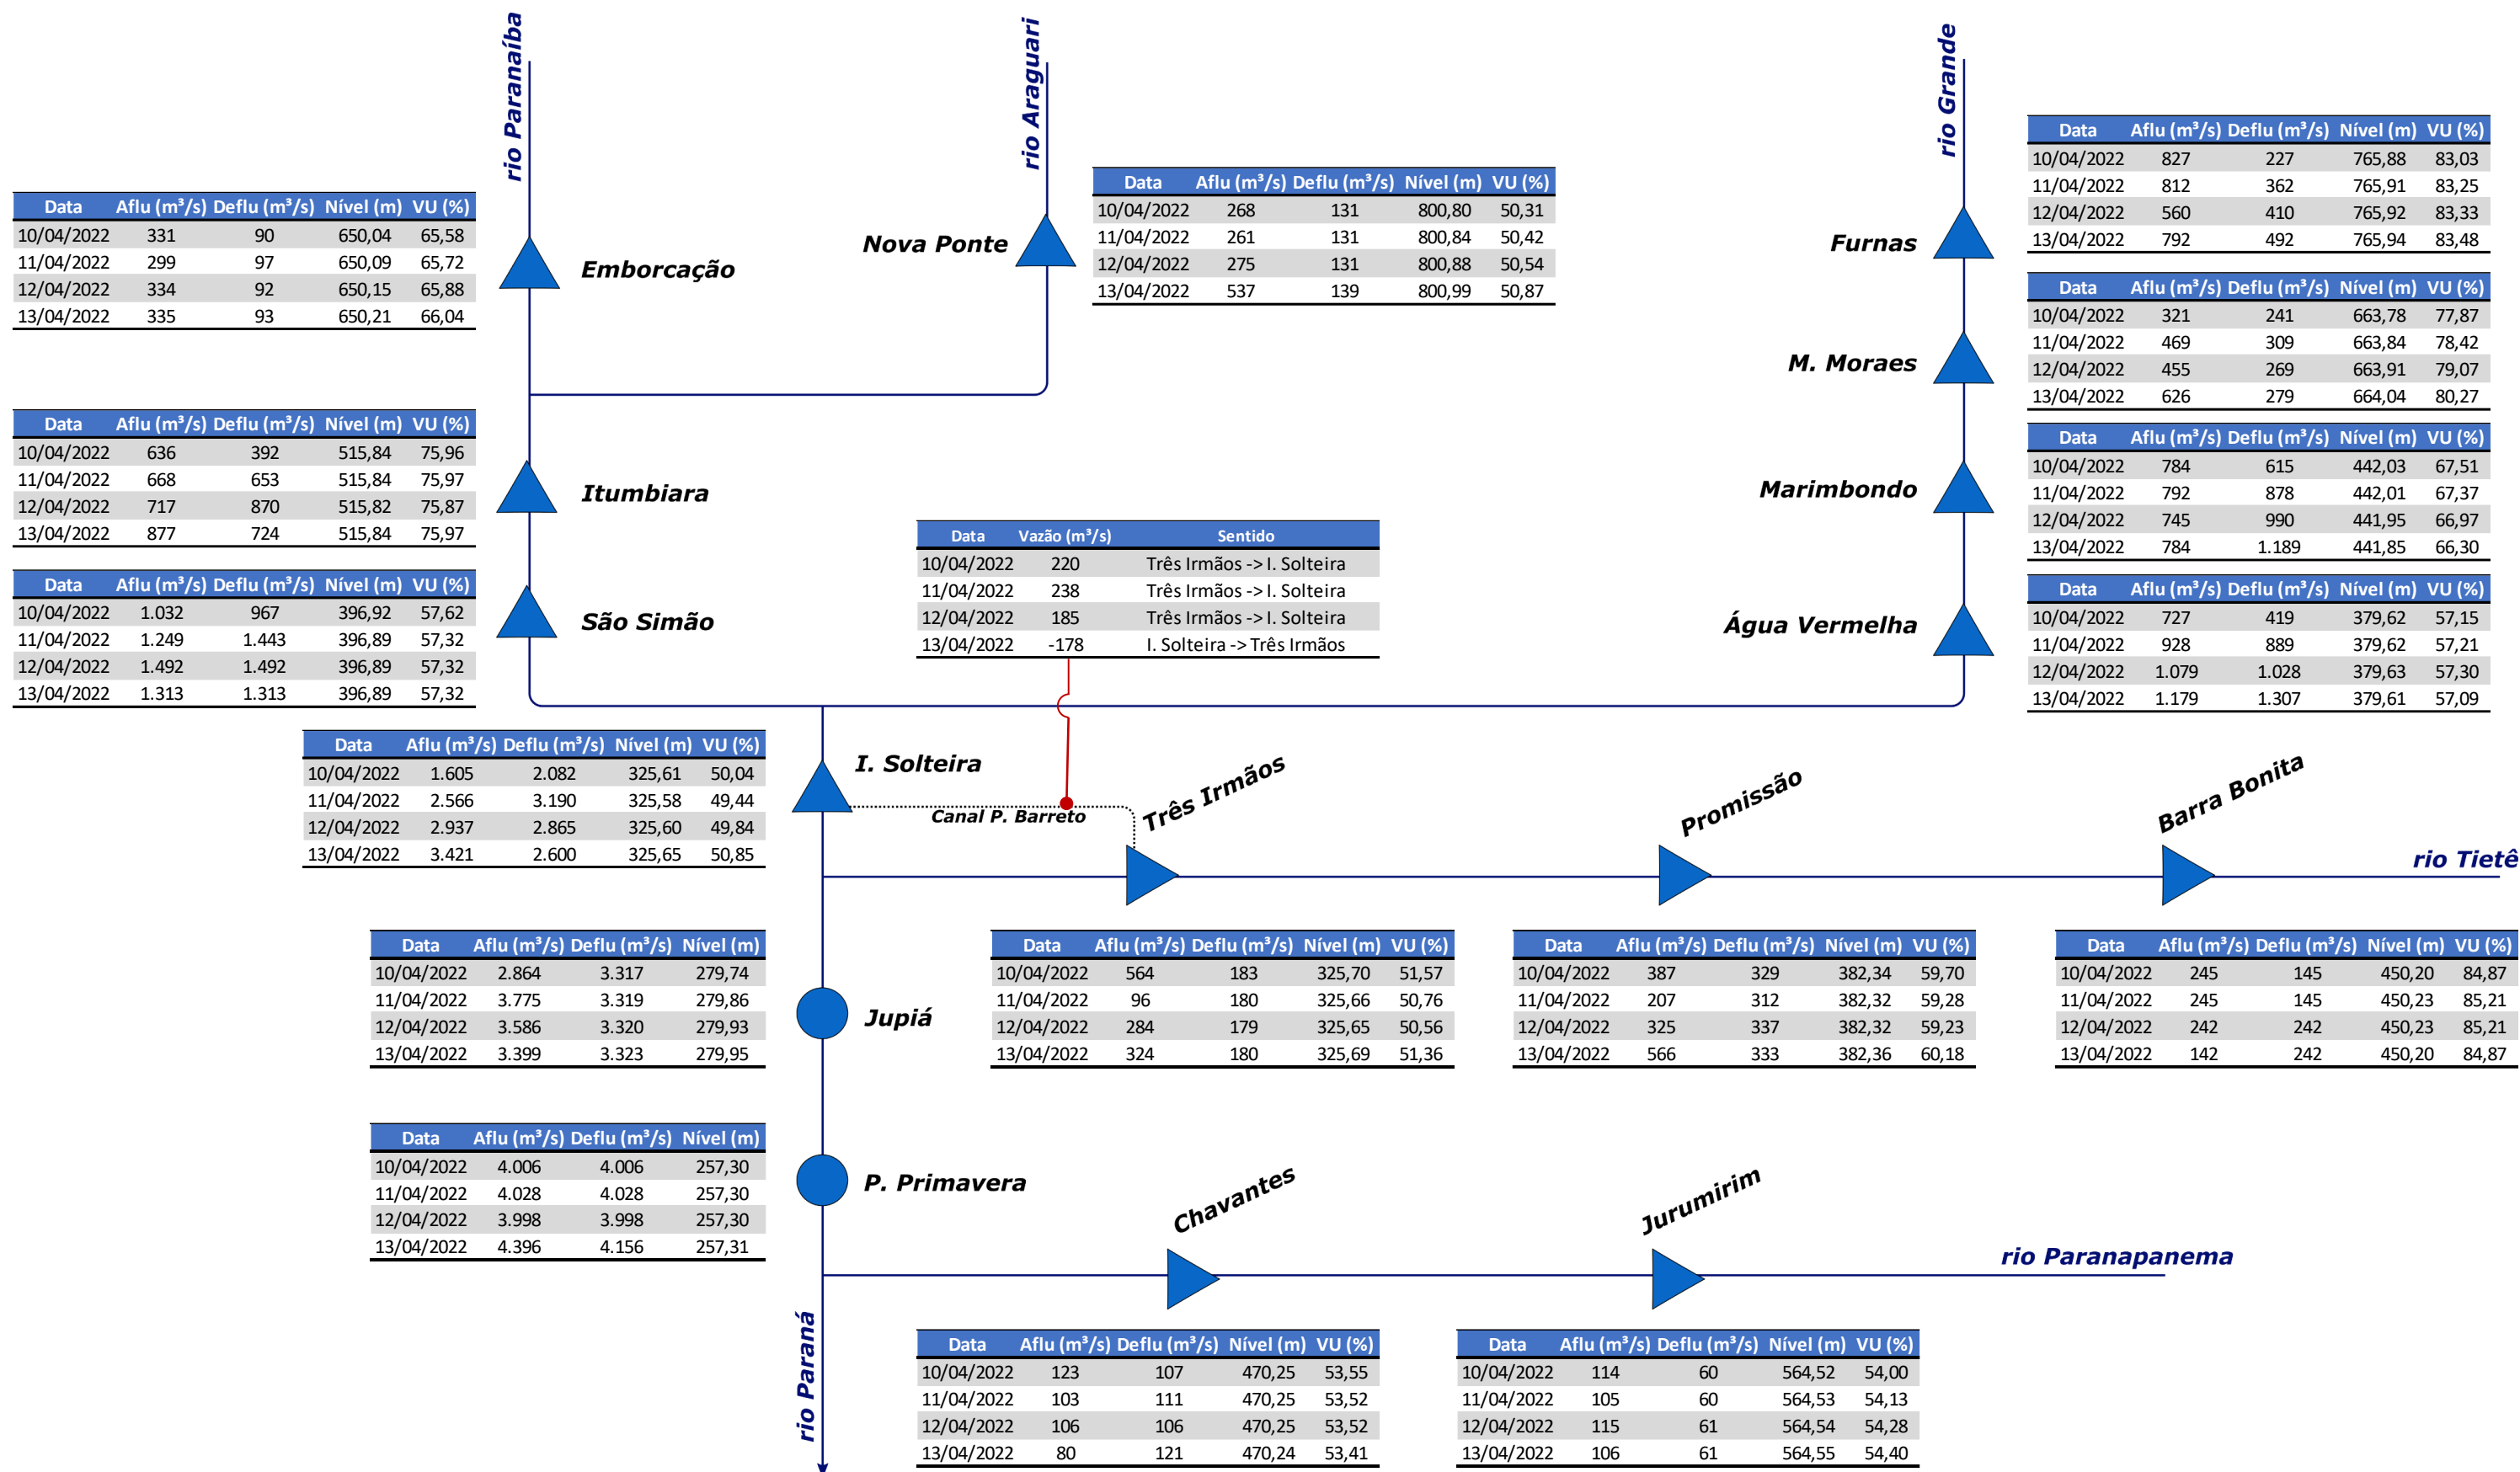 rio Paranaíba
rio Araguari
rio Grande
Data Aflu (m³/s) Deflu (m³/s) Nível (m) VU (%)
10/04/2022 331 90 650,04 65,58
11/04/2022 299 97 650,09 65,72
12/04/2022 334 92 650,15 65,88
13/04/2022 335 93 650,21 66,04
Emborcação
Nova Ponte
Data Aflu (m³/s) Deflu (m³/s) Nível (m) VU (%)
10/04/2022 268 131 800,80 50,31
11/04/2022 261 131 800,84 50,42
12/04/2022 275 131 800,88 50,54
13/04/2022 537 139 800,99 50,87
Furnas
Data Aflu (m³/s) Deflu (m³/s) Nível (m) VU (%)
10/04/2022 827 227 765,88 83,03
11/04/2022 812 362 765,91 83,25
12/04/2022 560 410 765,92 83,33
13/04/2022 792 492 765,94 83,48
M. Moraes
Data Aflu (m³/s) Deflu (m³/s) Nível (m) VU (%)
10/04/2022 321 241 663,78 77,87
11/04/2022 469 309 663,84 78,42
12/04/2022 455 269 663,91 79,07
13/04/2022 626 279 664,04 80,27
Data Aflu (m³/s) Deflu (m³/s) Nível (m) VU (%)
10/04/2022 636 392 515,84 75,96
11/04/2022 668 653 515,84 75,97
12/04/2022 717 870 515,82 75,87
13/04/2022 877 724 515,84 75,97
Itumbiara
Marimbondo
Data Aflu (m³/s) Deflu (m³/s) Nível (m) VU (%)
10/04/2022 784 615 442,03 67,51
11/04/2022 792 878 442,01 67,37
12/04/2022 745 990 441,95 66,97
13/04/2022 784 1.189 441,85 66,30
Data Aflu (m³/s) Deflu (m³/s) Nível (m) VU (%)
10/04/2022 1.032 967 396,92 57,62
11/04/2022 1.249 1.443 396,89 57,32
12/04/2022 1.492 1.492 396,89 57,32
13/04/2022 1.313 1.313 396,89 57,32
São Simão
Data Vazão (m³/s) Sentido
10/04/2022 220 Três Irmãos -> I. Solteira
11/04/2022 238 Três Irmãos -> I. Solteira
12/04/2022 185 Três Irmãos -> I. Solteira
13/04/2022 -178 I. Solteira -> Três Irmãos
Água Vermelha
Data Aflu (m³/s) Deflu (m³/s) Nível (m) VU (%)
10/04/2022 727 419 379,62 57,15
11/04/2022 928 889 379,62 57,21
12/04/2022 1.079 1.028 379,63 57,30
13/04/2022 1.179 1.307 379,61 57,09
Data Aflu (m³/s) Deflu (m³/s) Nível (m) VU (%)
10/04/2022 1.605 2.082 325,61 50,04
11/04/2022 2.566 3.190 325,58 49,44
12/04/2022 2.937 2.865 325,60 49,84
13/04/2022 3.421 2.600 325,65 50,85
I. Solteira
Canal P. Barreto
Três Irmãos
Promissão
Barra Bonita
rio Tietê
Data Aflu (m³/s) Deflu (m³/s) Nível (m)
10/04/2022 2.864 3.317 279,74
11/04/2022 3.775 3.319 279,86
12/04/2022 3.586 3.320 279,93
13/04/2022 3.399 3.323 279,95
Jupiá
Data Aflu (m³/s) Deflu (m³/s) Nível (m) VU (%)
10/04/2022 564 183 325,70 51,57
11/04/2022 96 180 325,66 50,76
12/04/2022 284 179 325,65 50,56
13/04/2022 324 180 325,69 51,36
Data Aflu (m³/s) Deflu (m³/s) Nível (m) VU (%)
10/04/2022 387 329 382,34 59,70
11/04/2022 207 312 382,32 59,28
12/04/2022 325 337 382,32 59,23
13/04/2022 566 333 382,36 60,18
Data Aflu (m³/s) Deflu (m³/s) Nível (m) VU (%)
10/04/2022 245 145 450,20 84,87
11/04/2022 245 145 450,23 85,21
12/04/2022 242 242 450,23 85,21
13/04/2022 142 242 450,20 84,87
Data Aflu (m³/s) Deflu (m³/s) Nível (m)
10/04/2022 4.006 4.006 257,30
11/04/2022 4.028 4.028 257,30
12/04/2022 3.998 3.998 257,30
13/04/2022 4.396 4.156 257,31
P. Primavera
Chavantes
Jurumirim
rio Paranapanema
rio Paraná
Data Aflu (m³/s) Deflu (m³/s) Nível (m) VU (%)
10/04/2022 123 107 470,25 53,55
11/04/2022 103 111 470,25 53,52
12/04/2022 106 106 470,25 53,52
13/04/2022 80 121 470,24 53,41
Data Aflu (m³/s) Deflu (m³/s) Nível (m) VU (%)
10/04/2022 114 60 564,52 54,00
11/04/2022 105 60 564,53 54,13
12/04/2022 115 61 564,54 54,28
13/04/2022 106 61 564,55 54,40